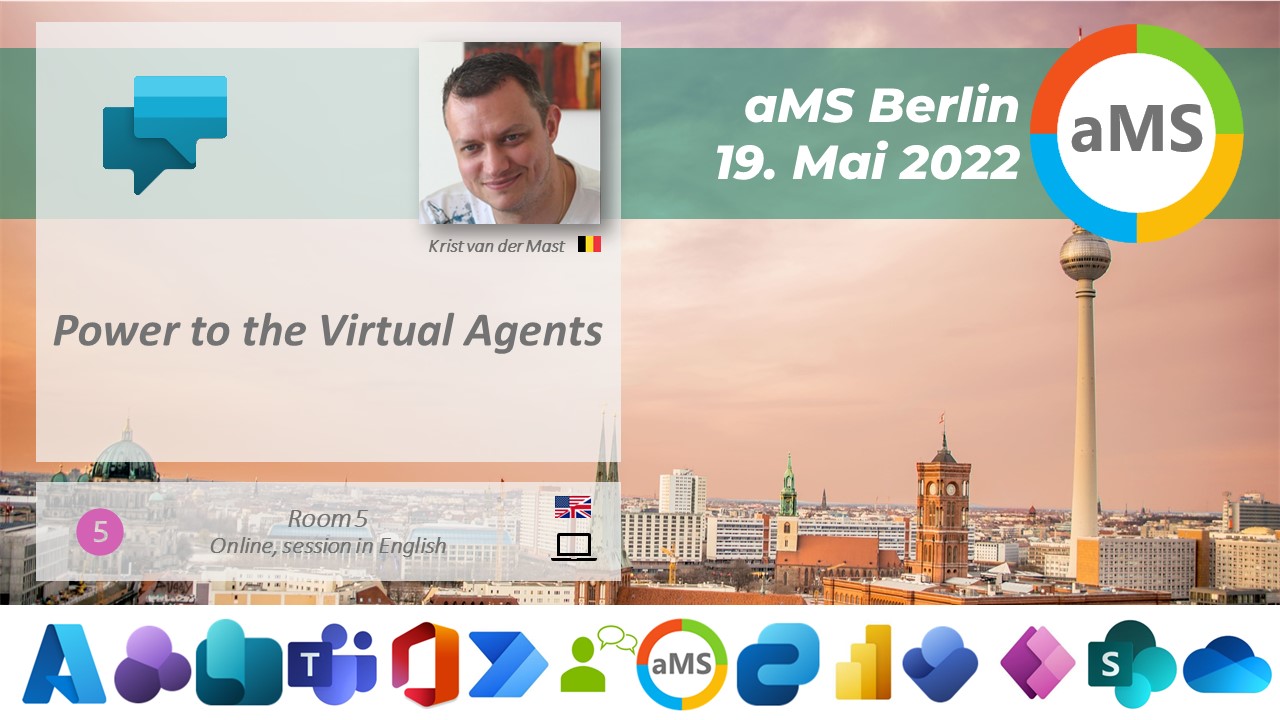 aMS Berlin
19. Mai 2022
aMS
Krist van der Mast
Power to the Virtual Agents
5
Room 5
Online, session in English
T
aMS
S